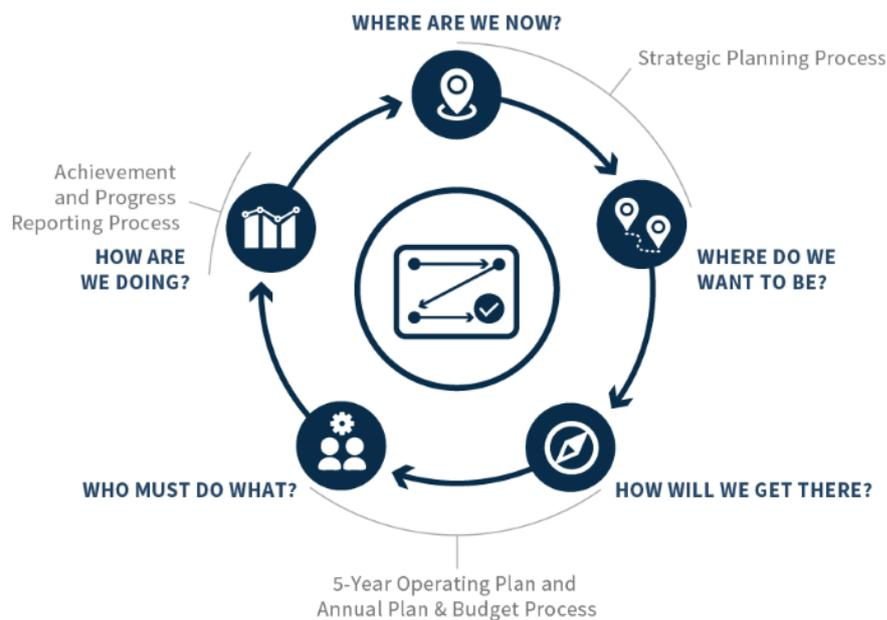 WHERE ARE WE NOW?
Strategic Planning Process
Achievement
and Progress
Reporting Process
HOW ARE
WE DOING?
WHERE DO WE
WANT TO BE?
WHO MUST DO WHAT?
HOW WILL WE GET THERE?
5-Year Operating Plan and
Annual Plan & Budget Process